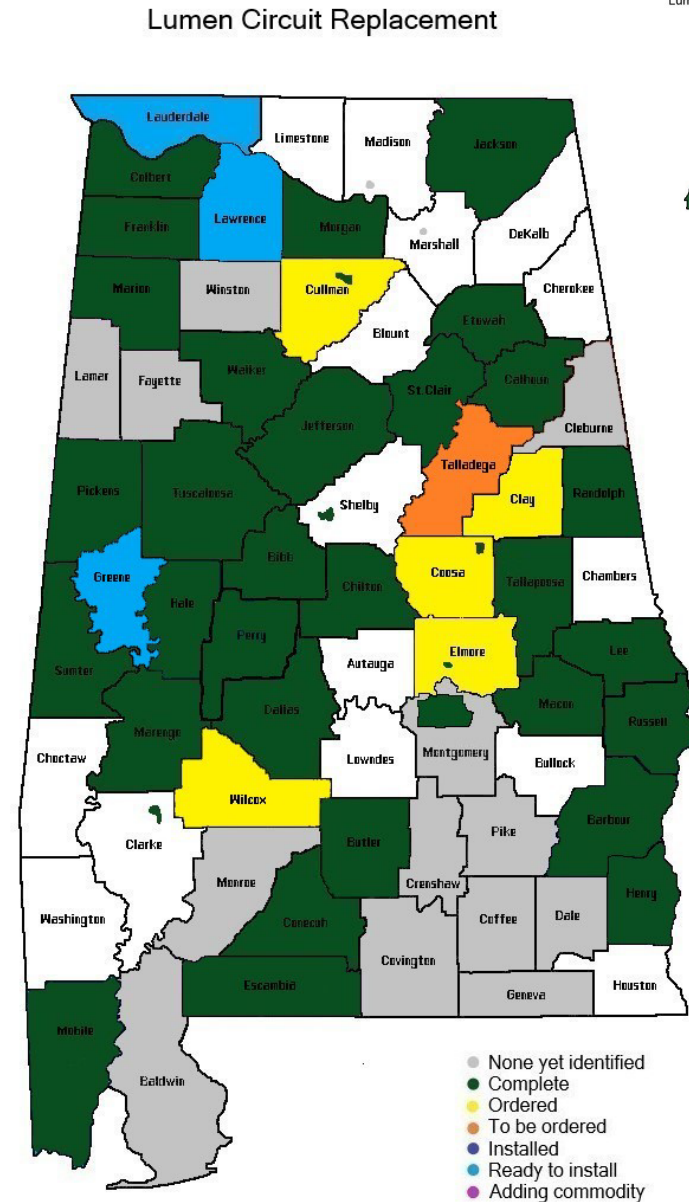 Lum
Lumen Circuit Replacement
Lauderdale
Limestone
Madison
Jackson
Colbert
Franklin
Lawrence
Morgan
Marshall
DeKalb
Marion
Winston
Cullman
Cherokee
Blount
Etowah
Lamar
Fayette
Walker
St.Clair
Calhoun
Jefferson
Cleburne
Talladega
Pickens
Tuscaloosa
Shelby
Clay
Randolph
Greene
Bibb
Coosa
Chilton
Tallapoosa
Chambers
Hale
Perry
Elmore
Lee
Sumter
Autauga
Dallas
Macon
Russell
Marengo
Choctaw
Lowndes
Montgomery
Bullock
Wilcox
Clarke
Butler
Pike
Barbour
Monroe
Crenshaw
Henry
Washington
Conecuh
Coffee
Dale
Covington
Escambia
Geneva
Houston
Mobile
Baldwin
None yet identified
Complete
Ordered
To be ordered
Installed
Ready to install
Adding commodity